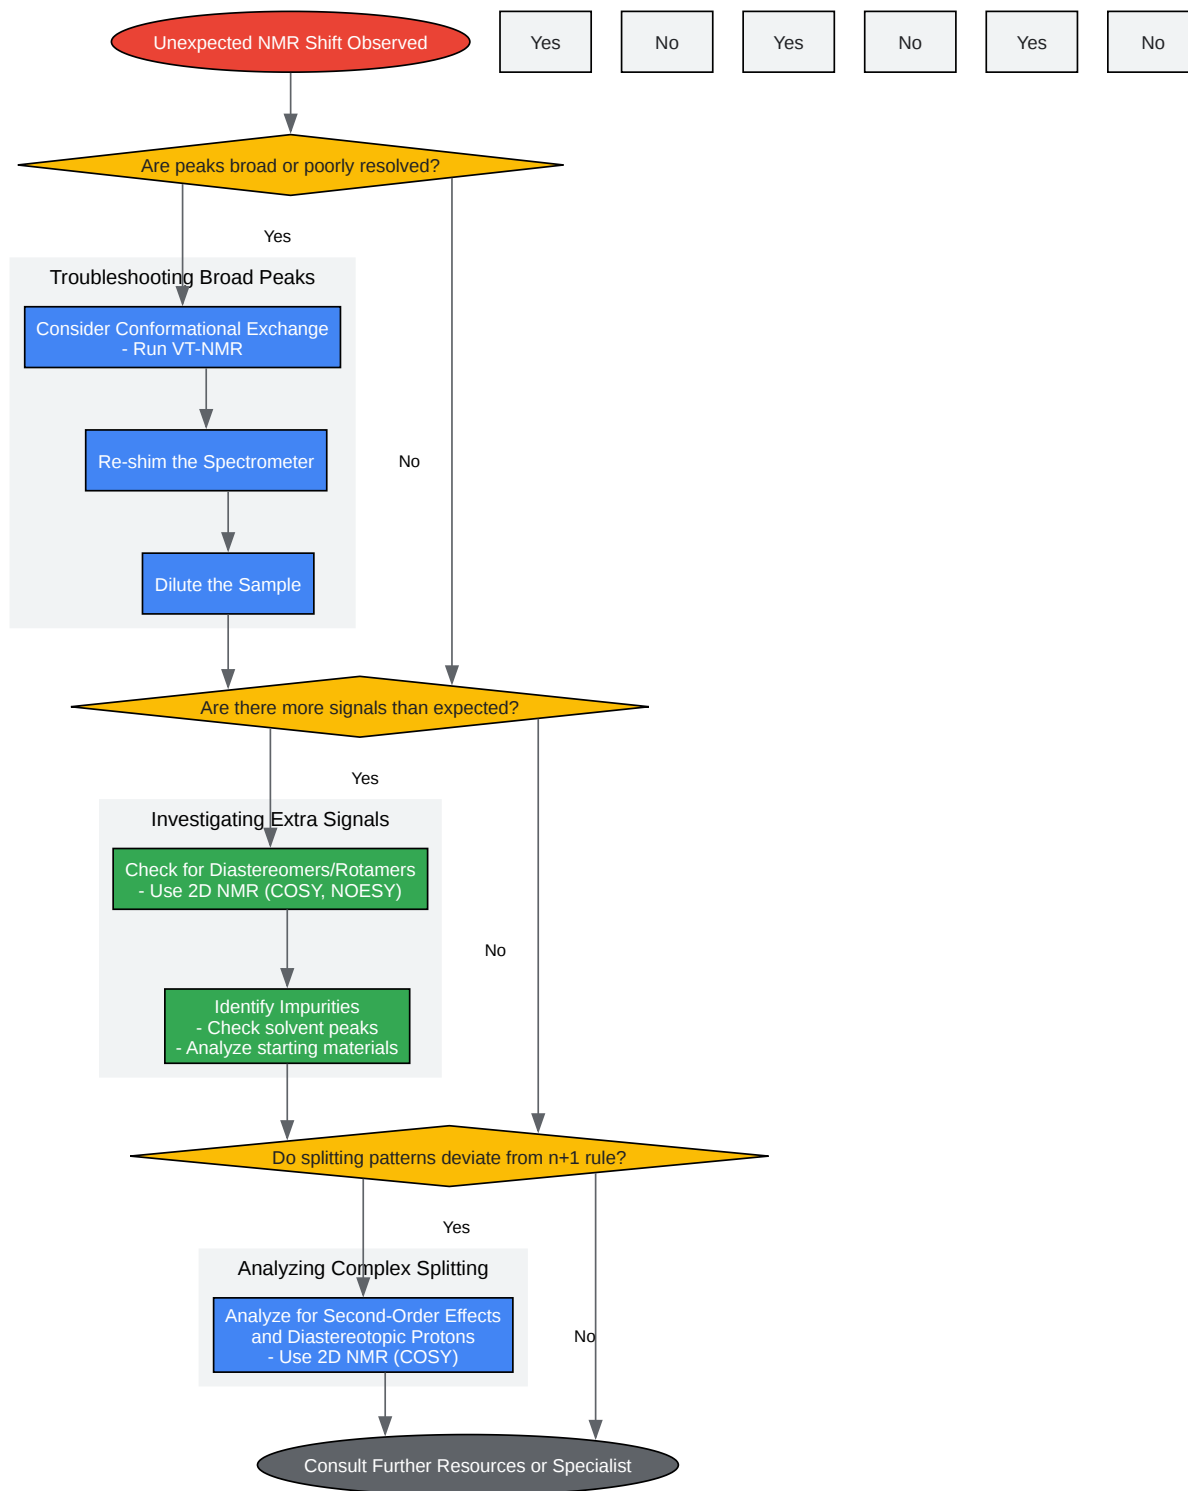 Unexpected NMR Shift Observed
Yes
No
Yes
No
Yes
No
Are peaks broad or poorly resolved?
Yes
Troubleshooting Broad Peaks
Consider Conformational Exchange
- Run VT-NMR
Re-shim the Spectrometer
No
Dilute the Sample
Are there more signals than expected?
Yes
Investigating Extra Signals
Check for Diastereomers/Rotamers
- Use 2D NMR (COSY, NOESY)
No
Identify Impurities
- Check solvent peaks
- Analyze starting materials
Do splitting patterns deviate from n+1 rule?
Yes
Analyzing Complex Splitting
Analyze for Second-Order Effects
and Diastereotopic Protons
- Use 2D NMR (COSY)
No
Consult Further Resources or Specialist